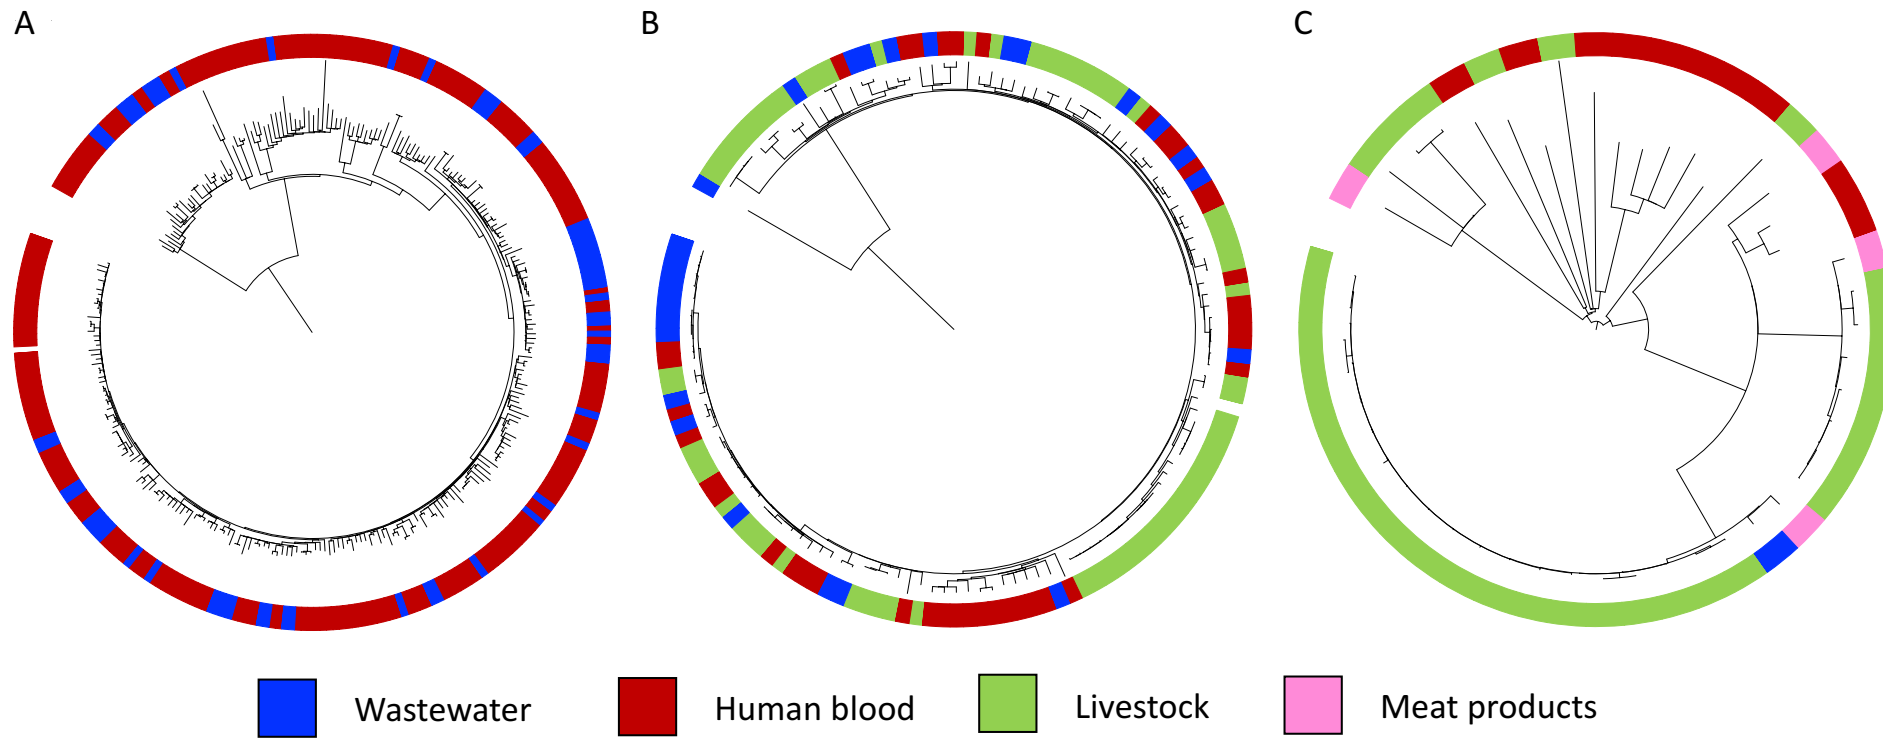 A
B
C
Wastewater
Human blood
Livestock
Meat products